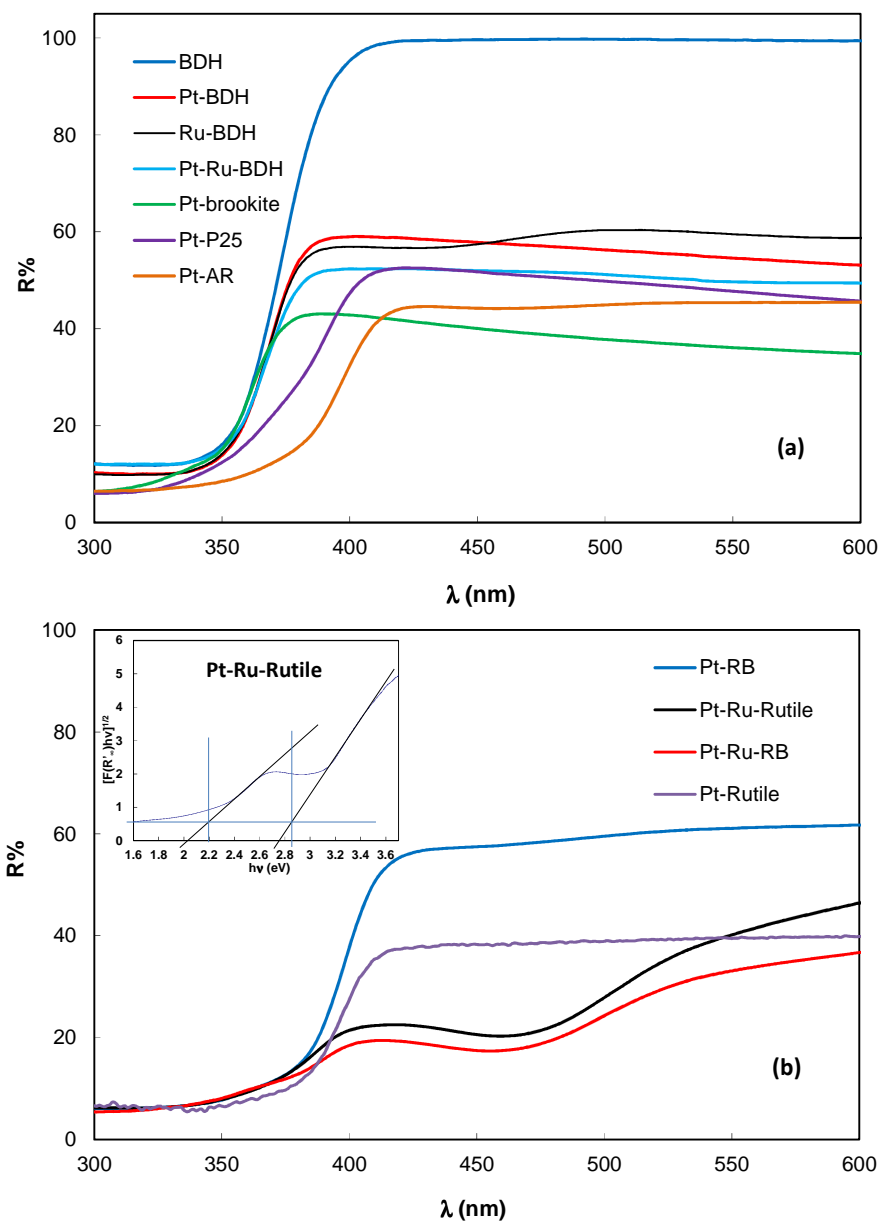 100
80
60
40
20
0
R%
BDH
Pt-BDH
Ru-BDH
Pt-Ru-BDH
Pt-brookite
Pt-P25
Pt-AR
(a)
300 350 400 450 500 550 600
λ (nm)
100
80
60
40
20
0
R%
6
5
4
3
2
1
0
[F(R'∞)hν]1/2
Pt-Ru-Rutile
1.6 1.8 2 2.2 2.4 2.6 2.8 3 3.2 3.4 3.6
hν (eV)
Pt-RB
Pt-Ru-Rutile
Pt-Ru-RB
Pt-Rutile
(b)
300 350 400 450 500 550 600
λ (nm)